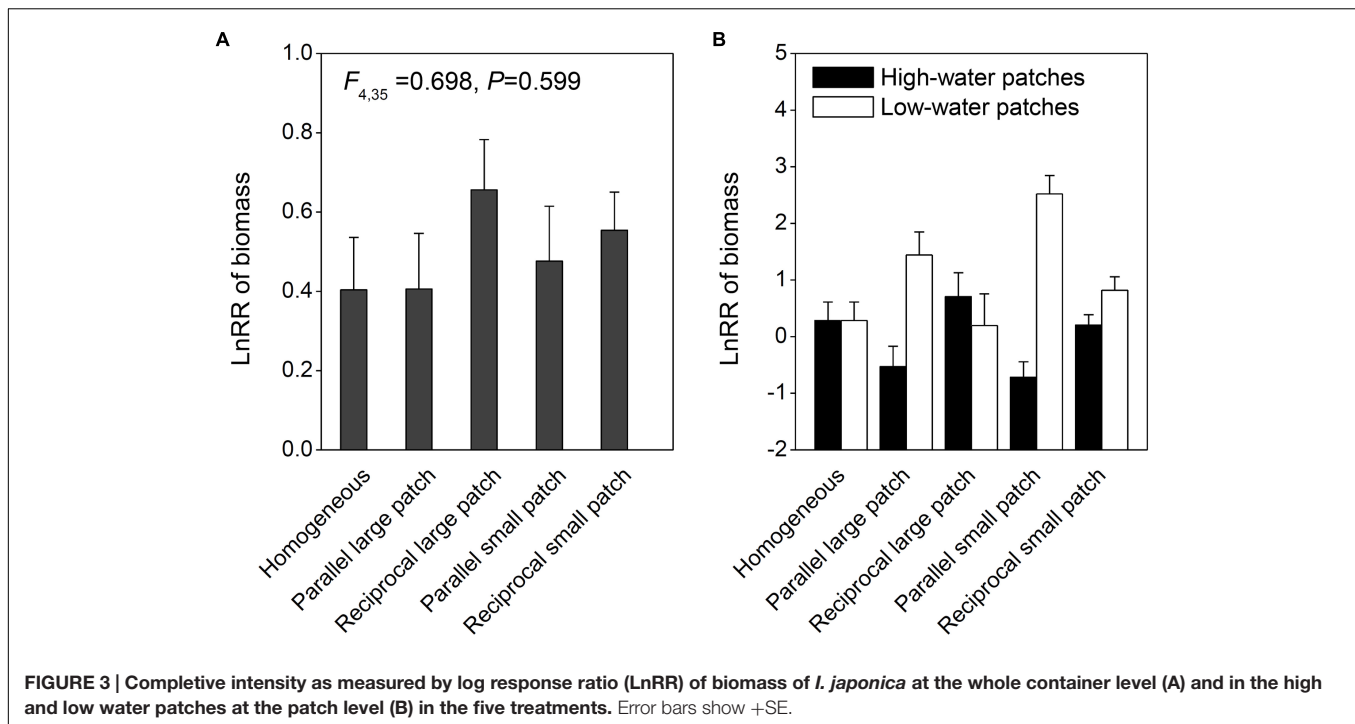 A
F4,35 =0.698, P=0.599
LnRR of biomass
1.0
0.8
0.6
0.4
0.2
0.0
Homogeneous
Parallel large patch
Reciprocal large patch
Parallel small patch
Reciprocal small patch
B
High-water patches
Low-water patches
LnRR of biomass
5
4
3
2
1
0
-1
-2
Homogeneous
Parallel large patch
Reciprocal large patch
Parallel small patch
Reciprocal small patch
FIGURE 3 | Completive intensity as measured by log response ratio (LnRR) of biomass of I. japonica at the whole container level (A) and in the high
and low water patches at the patch level (B) in the five treatments. Error bars show +SE.